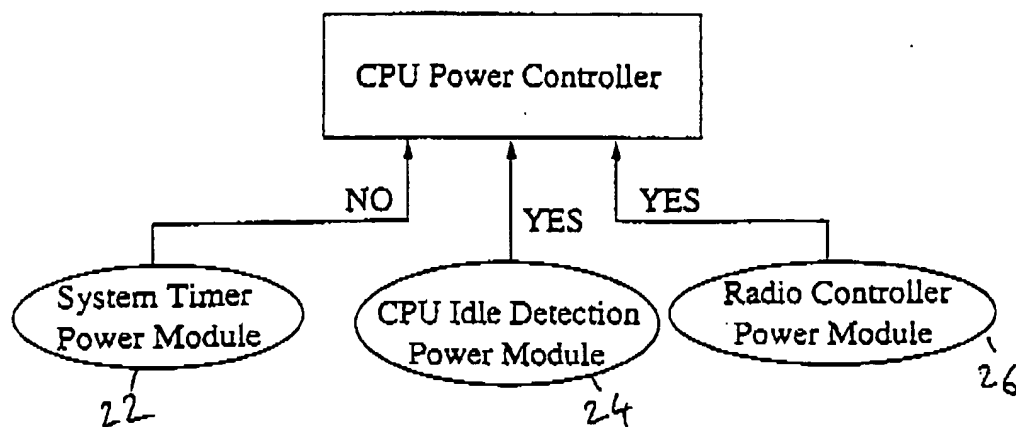 CPU Power Controller
NO
YES
YES
System Timer
Power Module
CPU Idle Detection
Power Module
Radio Controller
Power Module
22
24
26